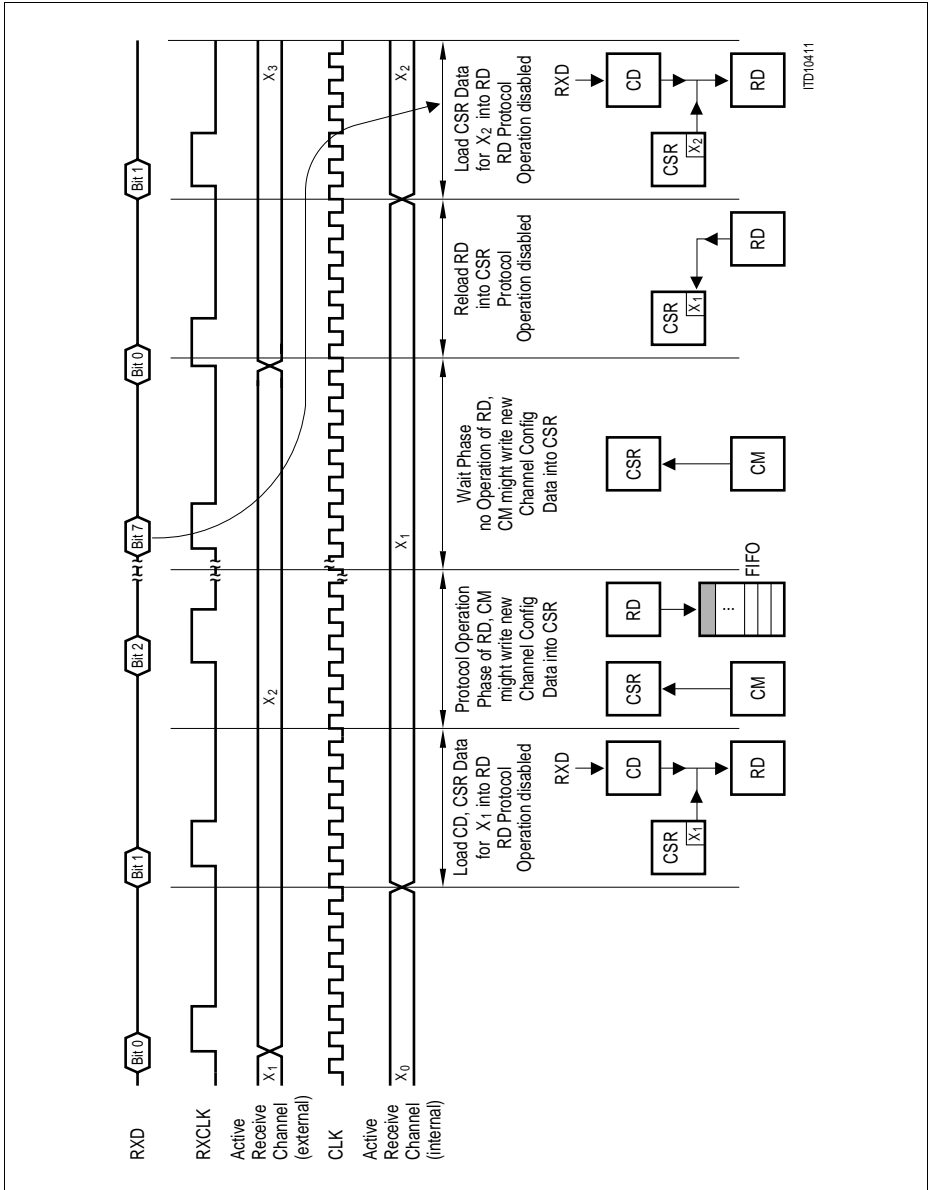 RXD
Bit 0
Bit 1
Bit 2
Bit 7
Bit 0
Bit 1
RXCLK
Active
Receive
Channel
(external)
X1
X2
X3
CLK
Active
Receive
Channel
(internal)
X0
X1
X2
Load CD, CSR Data
for X1 into RD
RD Protocol
Operation disabled
Protocol Operation
Phase of RD, CM
might write new
Channel Config
Data into CSR
Wait Phase
no Operation of RD,
CM might write new
Channel Config
Data into CSR
Reload RD
into CSR
Protocol
Operation disabled
Load CSR Data
for X2 into RD
RD Protocol
Operation disabled
RXD
CD
CSR
X1
RD
CSR
CM
RD
...
FIFO
CSR
CM
CSR
X1
RD
RXD
CD
CSR
X2
RD
ITD10411